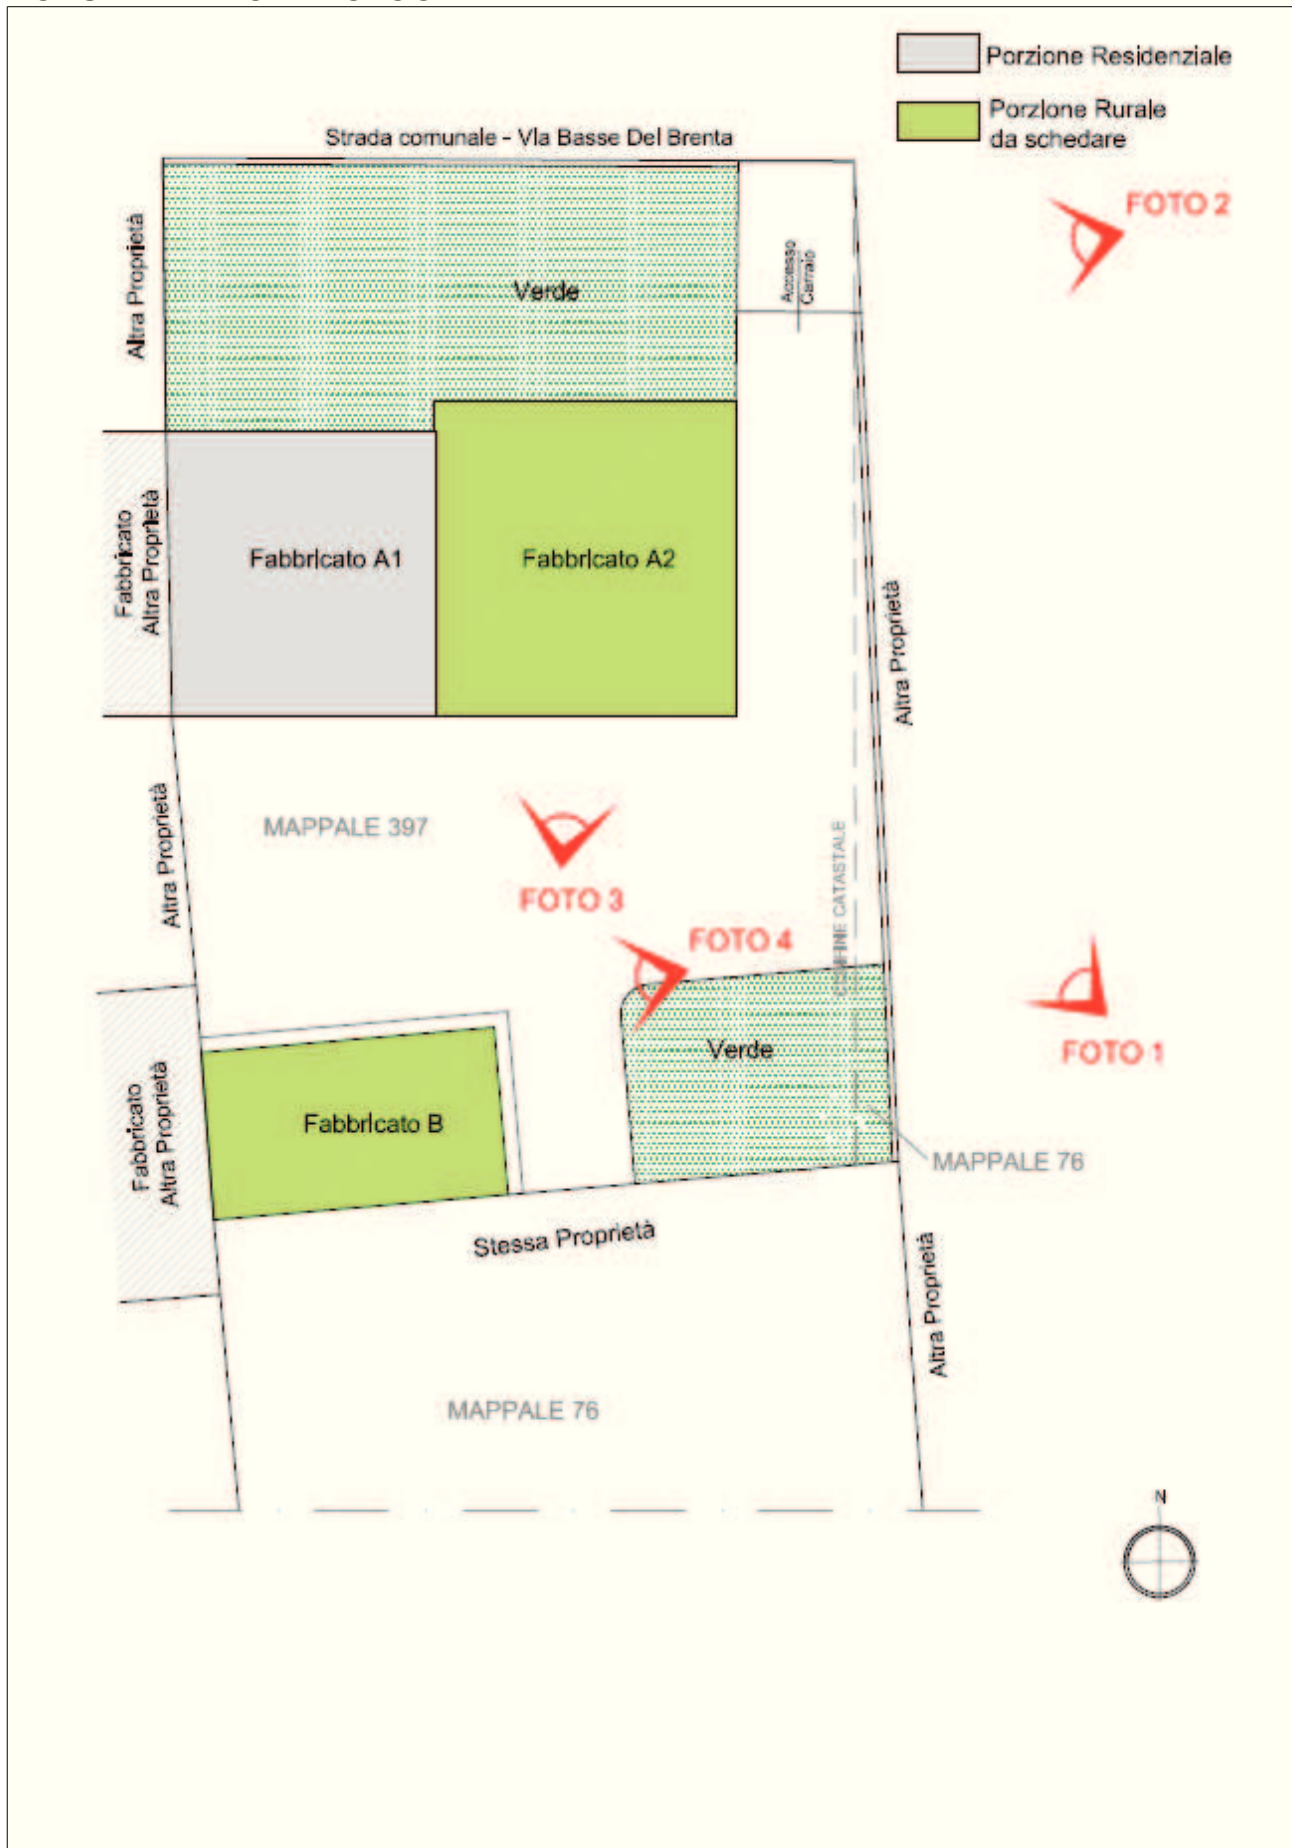 Porzione Residenziale
Porzione Rurale
da schedare
Strada comunale - Via Basse Del Brenta
FOTO 2
Altra Proprietà
Verde
Accesso
Carraio
Fabbricato
Altra Proprietà
Fabbricato A1
Fabbricato A2
Altra Proprietà
Altra Proprietà
MAPPALE 397
CONFINE CATASTALE
FOTO 3
FOTO 4
Verde
FOTO 1
Fabbricato
Altra Proprietà
Fabbricato B
MAPPALE 76
Stessa Proprietà
Altra Proprietà
MAPPALE 76
N